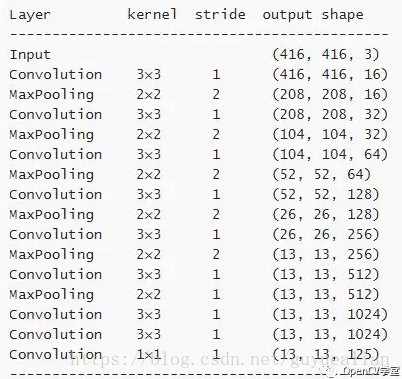 Layer kernel stride output shape
---------------------------------------------
Input (416, 416, 3)
Convolution 3×3 1 (416, 416, 16)
MaxPooling 2×2 2 (208, 208, 16)
Convolution 3×3 1 (208, 208, 32)
MaxPooling 2×2 2 (104, 104, 32)
Convolution 3×3 1 (104, 104, 64)
MaxPooling 2×2 2 (52, 52, 64)
Convolution 3×3 1 (52, 52, 128)
MaxPooling 2×2 2 (26, 26, 128)
Convolution 3×3 1 (26, 26, 256)
MaxPooling 2×2 2 (13, 13, 256)
Convolution 3×3 1 (13, 13, 512)
MaxPooling 2×2 1 (13, 13, 512)
Convolution 3×3 1 (13, 13, 1024)
Convolution 3×3 1 (13, 13, 1024)
Convolution 1×1 1 (13, 13, 125)
---------------------------------------------
OpenCV学堂